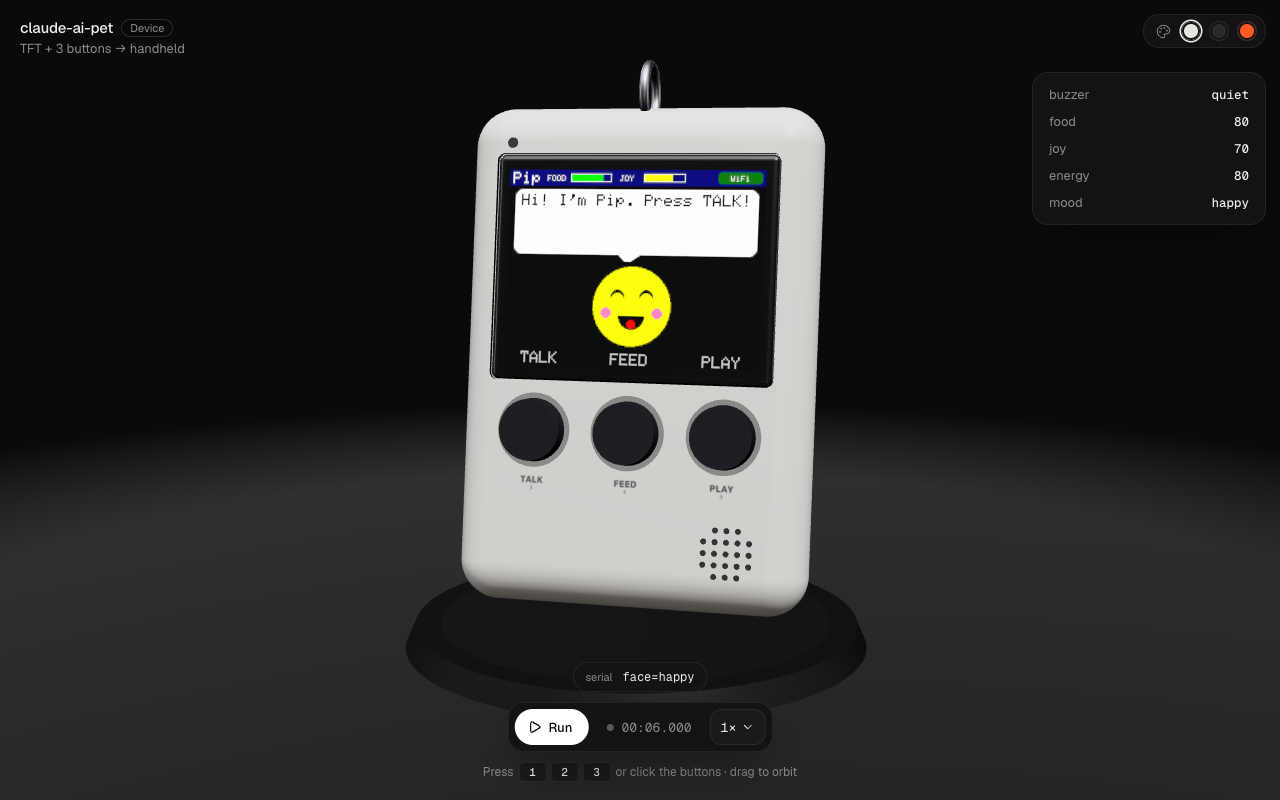 claude-ai-pet Device
TFT + 3 buttons → handheld
buzzer quiet
food 80
joy 70
energy 80
mood happy
Pip FOOD JOY WiFi
Hi! I'm Pip. Press TALK!
TALK FEED PLAY
TALK FEED PLAY
serial face=happy
Run 00:06.000 1×
Press 1 2 3 or click the buttons · drag to orbit